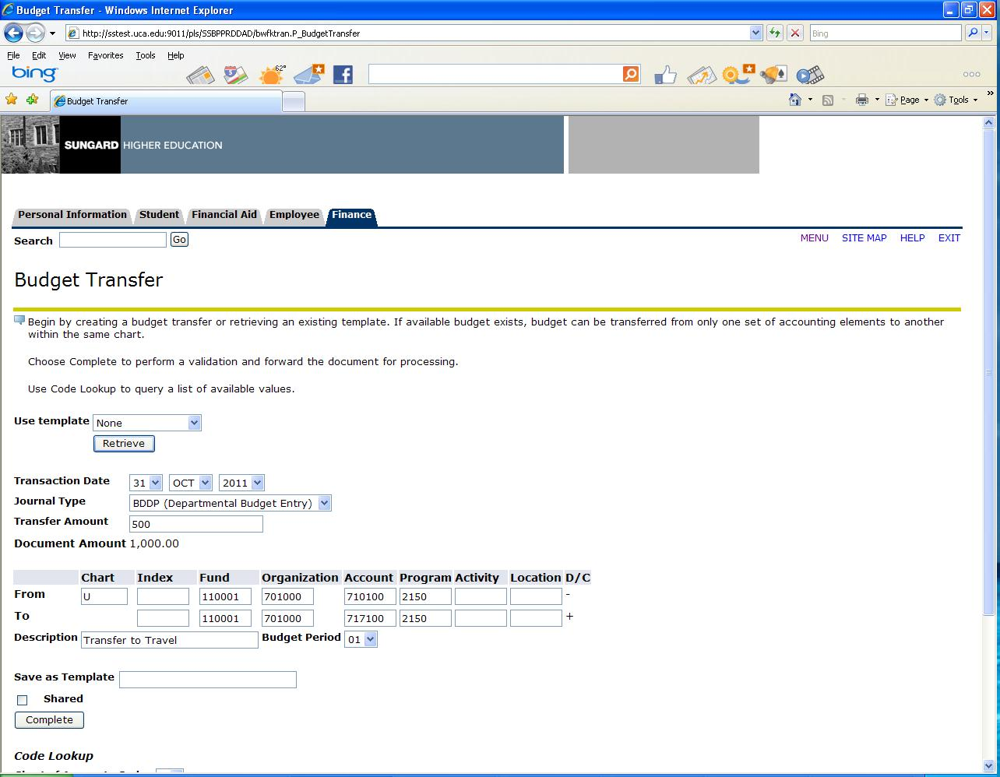 Budget Transfer - Windows Internet Explorer
http://sstest.uca.edu:9011/pls/SSBPPRDDAD/bwfktran.P_BudgetTransfer
Bing
File Edit View Favorites Tools Help
bing 62°
Budget Transfer
Page Tools
SUNGARD HIGHER EDUCATION
Personal Information Student Financial Aid Employee Finance
Search Go MENU SITE MAP HELP EXIT
Budget Transfer
Begin by creating a budget transfer or retrieving an existing template. If available budget exists, budget can be transferred from only one set of accounting elements to another
within the same chart.
Choose Complete to perform a validation and forward the document for processing.
Use Code Lookup to query a list of available values.
Use template None
Retrieve
Transaction Date 31 OCT 2011
Journal Type BDDP (Departmental Budget Entry)
Transfer Amount 500
Document Amount 1,000.00
Chart Index Fund Organization Account Program Activity Location D/C
From U 110001 701000 710100 2150 -
To 110001 701000 717100 2150 +
Description Transfer to Travel Budget Period 01
Save as Template
Shared
Complete
Code Lookup